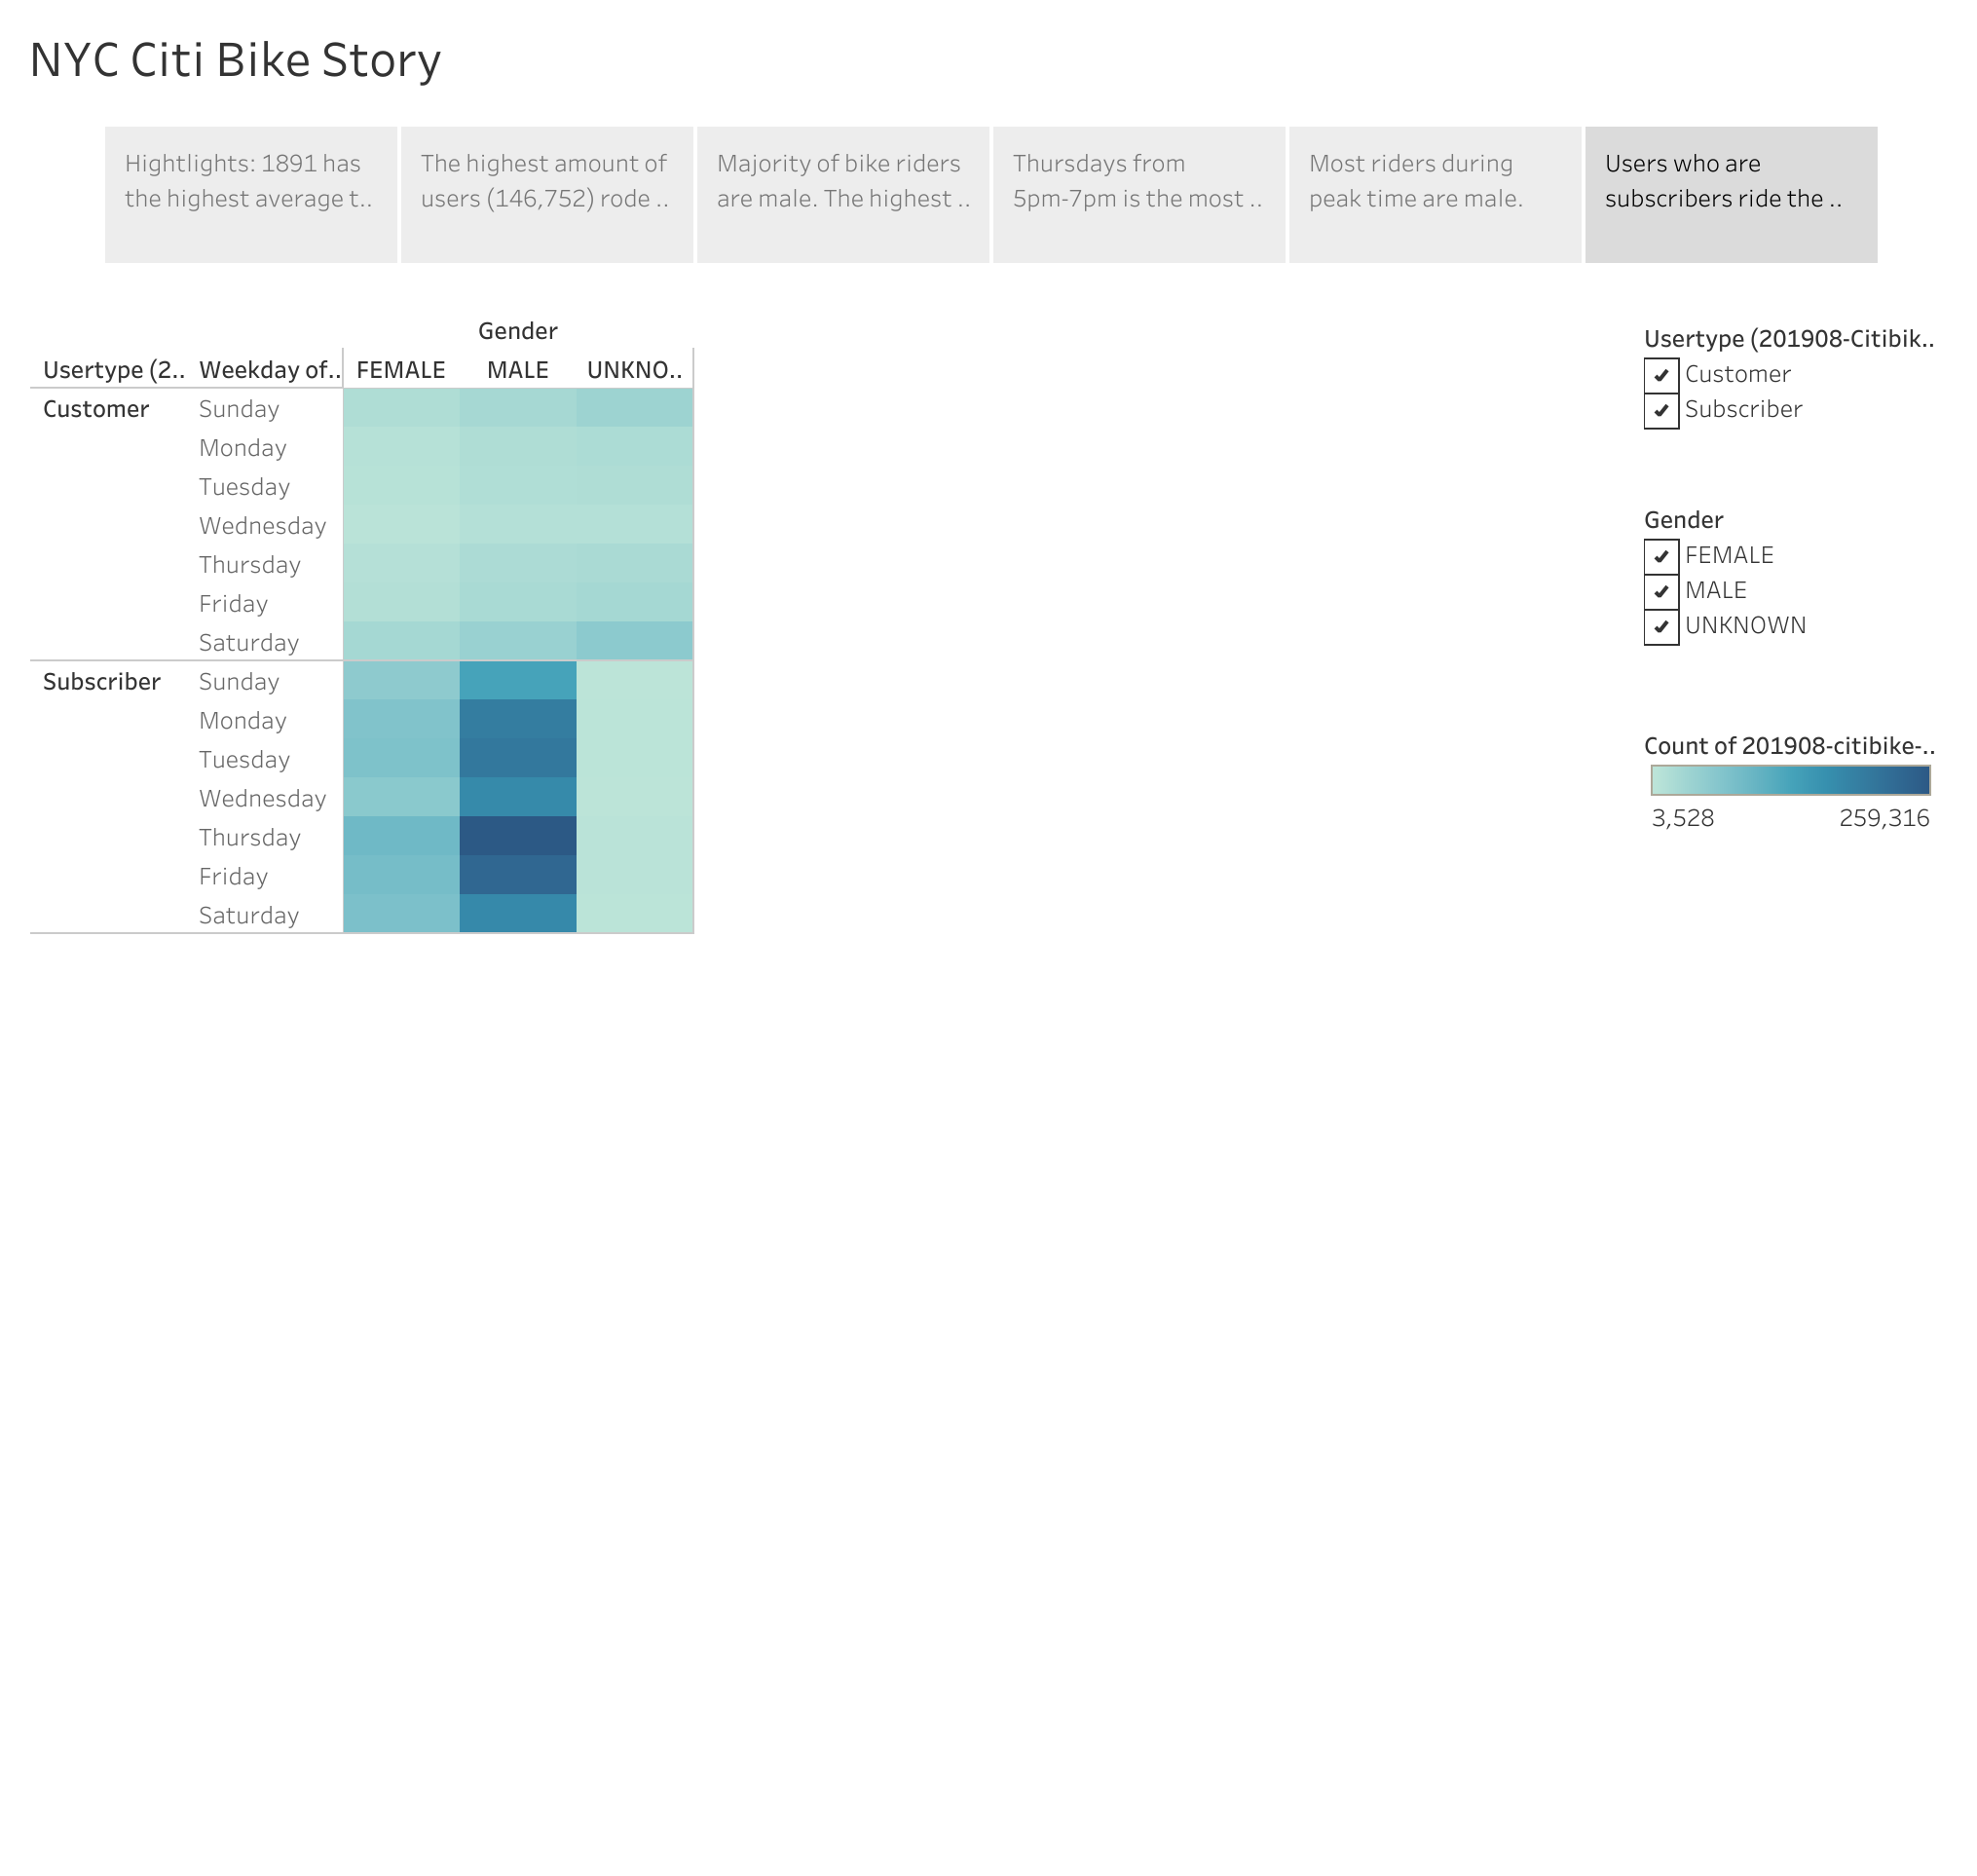 NYC Citi Bike Story
Hightlights: 1891 has
the highest average t..
The highest amount of
users (146,752) rode ..
Majority of bike riders
are male. The highest ..
Thursdays from
5pm-7pm is the most ..
Most riders during
peak time are male.
Users who are
subscribers ride the ..
Gender
Usertype (2.. Weekday of.. FEMALE MALE UNKNO..
Customer Sunday
Monday
Tuesday
Wednesday
Thursday
Friday
Saturday
Subscriber Sunday
Monday
Tuesday
Wednesday
Thursday
Friday
Saturday
Usertype (201908-Citibik..
Customer
Subscriber
Gender
FEMALE
MALE
UNKNOWN
Count of 201908-citibike-..
3,528 259,316